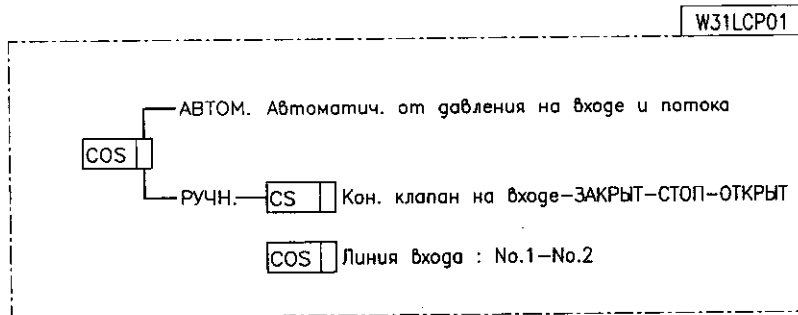 W31LCP01
АВТОМ. Автоматич. от давления на входе и потока
COS
РУЧН. CS Кон. клапан на входе-ЗАКРЫТ-СТОП-ОТКРЫТ
COS Линия входа : No.1-No.2